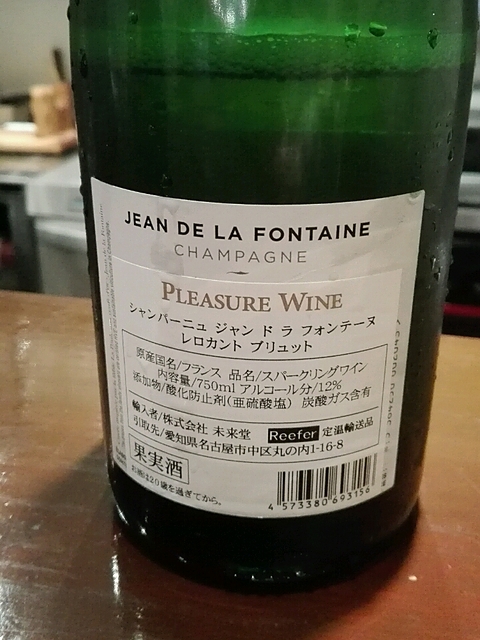 JEAN DE LA FONTAINE
CHAMPAGNE
PLEASURE WINE
シャンパーニュ ジャン ド ラ フォンテーヌ
レロカント ブリュット
原産国名/フランス 品名/スパークリングワイン
内容量/750ml アルコール分/12%
添加物/酸化防止剤(亜硫酸塩) 炭酸ガス含有
輸入者/株式会社 未来堂 Reefer 定温輸送品
引取先/愛知県名古屋市中区丸の内1-16-8
果実酒
お酒は20歳を過ぎてから。
4 573380 693156